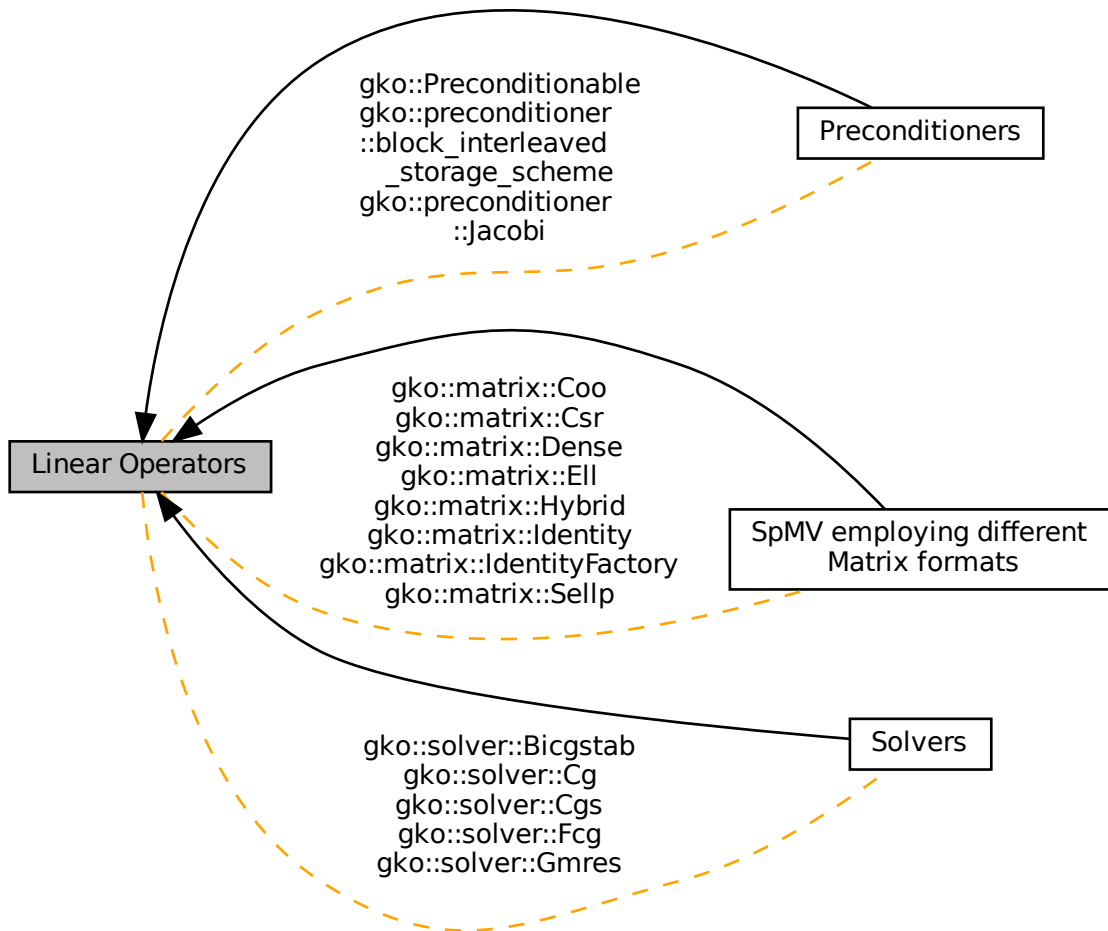 gko::Preconditionable
gko::preconditioner
::block_interleaved
_storage_scheme
gko::preconditioner
::Jacobi
Preconditioners
gko::matrix::Coo
gko::matrix::Csr
gko::matrix::Dense
gko::matrix::Ell
gko::matrix::Hybrid
gko::matrix::Identity
gko::matrix::IdentityFactory
gko::matrix::Sellp
Linear Operators
SpMV employing different
Matrix formats
gko::solver::Bicgstab
gko::solver::Cg
gko::solver::Cgs
gko::solver::Fcg
gko::solver::Gmres
Solvers